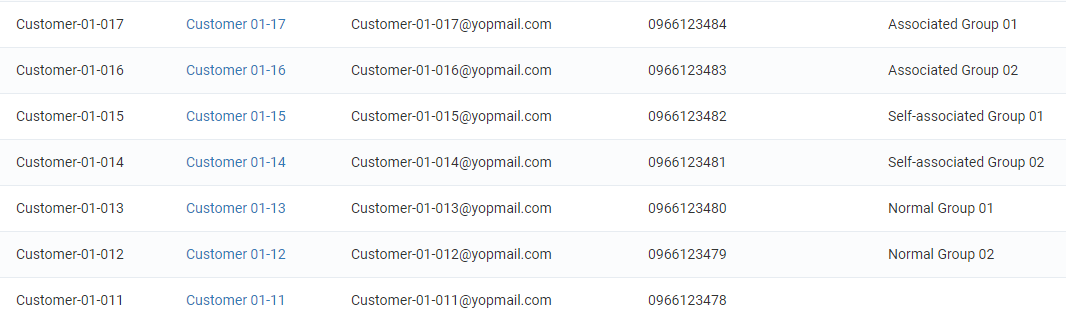 Customer-01-017 Customer 01-17 Customer-01-017@yopmail.com 0966123484 Associated Group 01
Customer-01-016 Customer 01-16 Customer-01-016@yopmail.com 0966123483 Associated Group 02
Customer-01-015 Customer 01-15 Customer-01-015@yopmail.com 0966123482 Self-associated Group 01
Customer-01-014 Customer 01-14 Customer-01-014@yopmail.com 0966123481 Self-associated Group 02
Customer-01-013 Customer 01-13 Customer-01-013@yopmail.com 0966123480 Normal Group 01
Customer-01-012 Customer 01-12 Customer-01-012@yopmail.com 0966123479 Normal Group 02
Customer-01-011 Customer 01-11 Customer-01-011@yopmail.com 0966123478